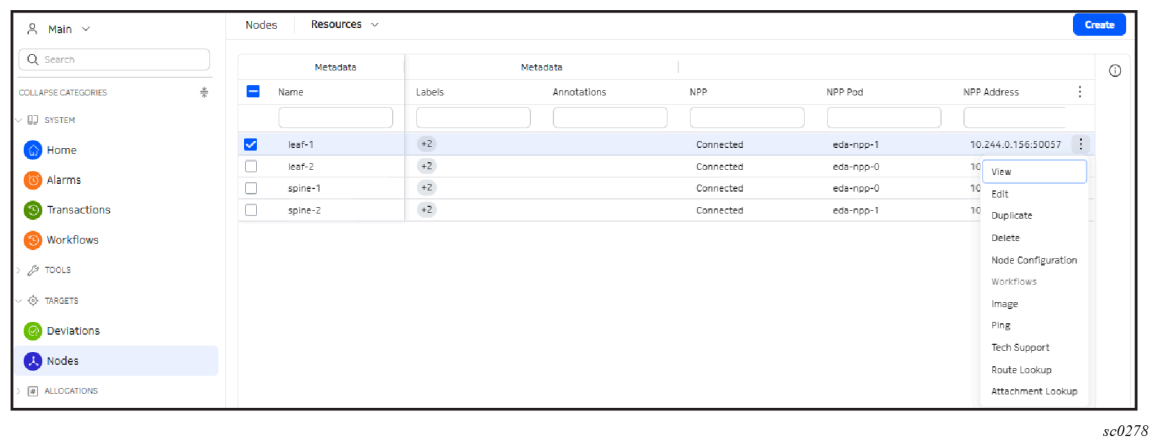 Main
Nodes Resources Create
Search
Metadata Metadata
COLLAPSE CATEGORIES
Name Labels Annotations NPP NPP Pod NPP Address
SYSTEM
Home
leaf-1 +2 Connected eda-npp-1 10.244.0.156:50057
leaf-2 +2 Connected eda-npp-0 10
spine-1 +2 Connected eda-npp-0 10
spine-2 +2 Connected eda-npp-1 10
View
Edit
Duplicate
Delete
Node Configuration
Workflows
Image
Ping
Tech Support
Route Lookup
Attachment Lookup
Alarms
Transactions
Workflows
TOOLS
TARGETS
Deviations
Nodes
# ALLOCATIONS
sc0278